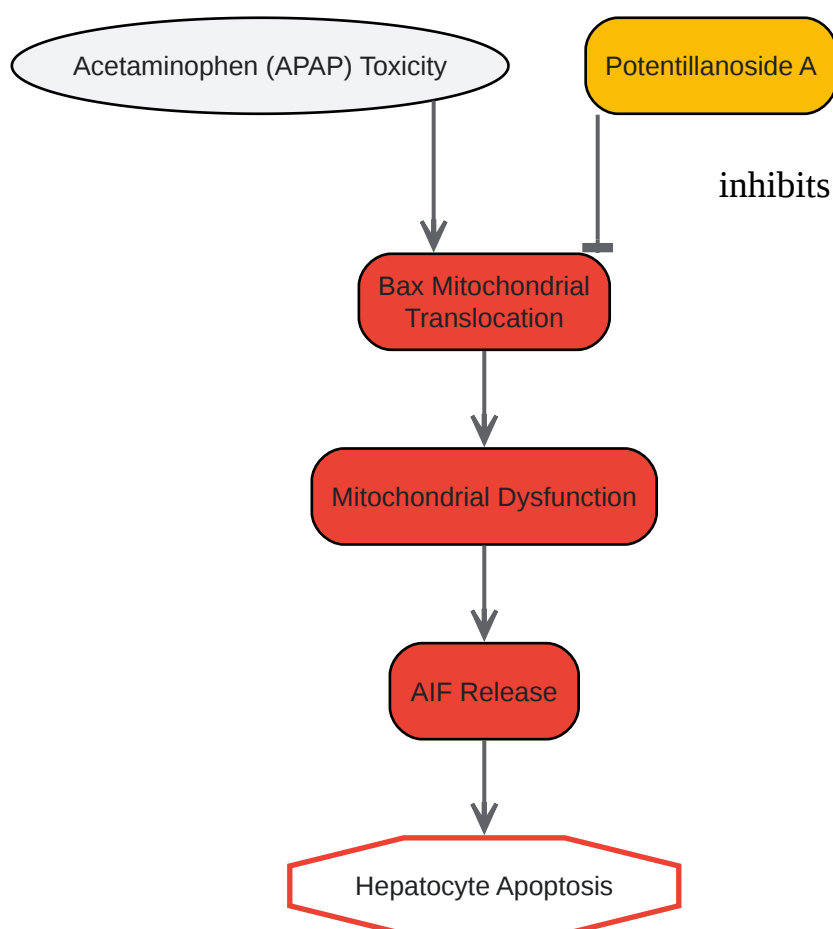 Acetaminophen (APAP) Toxicity
Potentillanoside A
inhibits
Bax Mitochondrial
Translocation
Mitochondrial Dysfunction
AIF Release
Hepatocyte Apoptosis